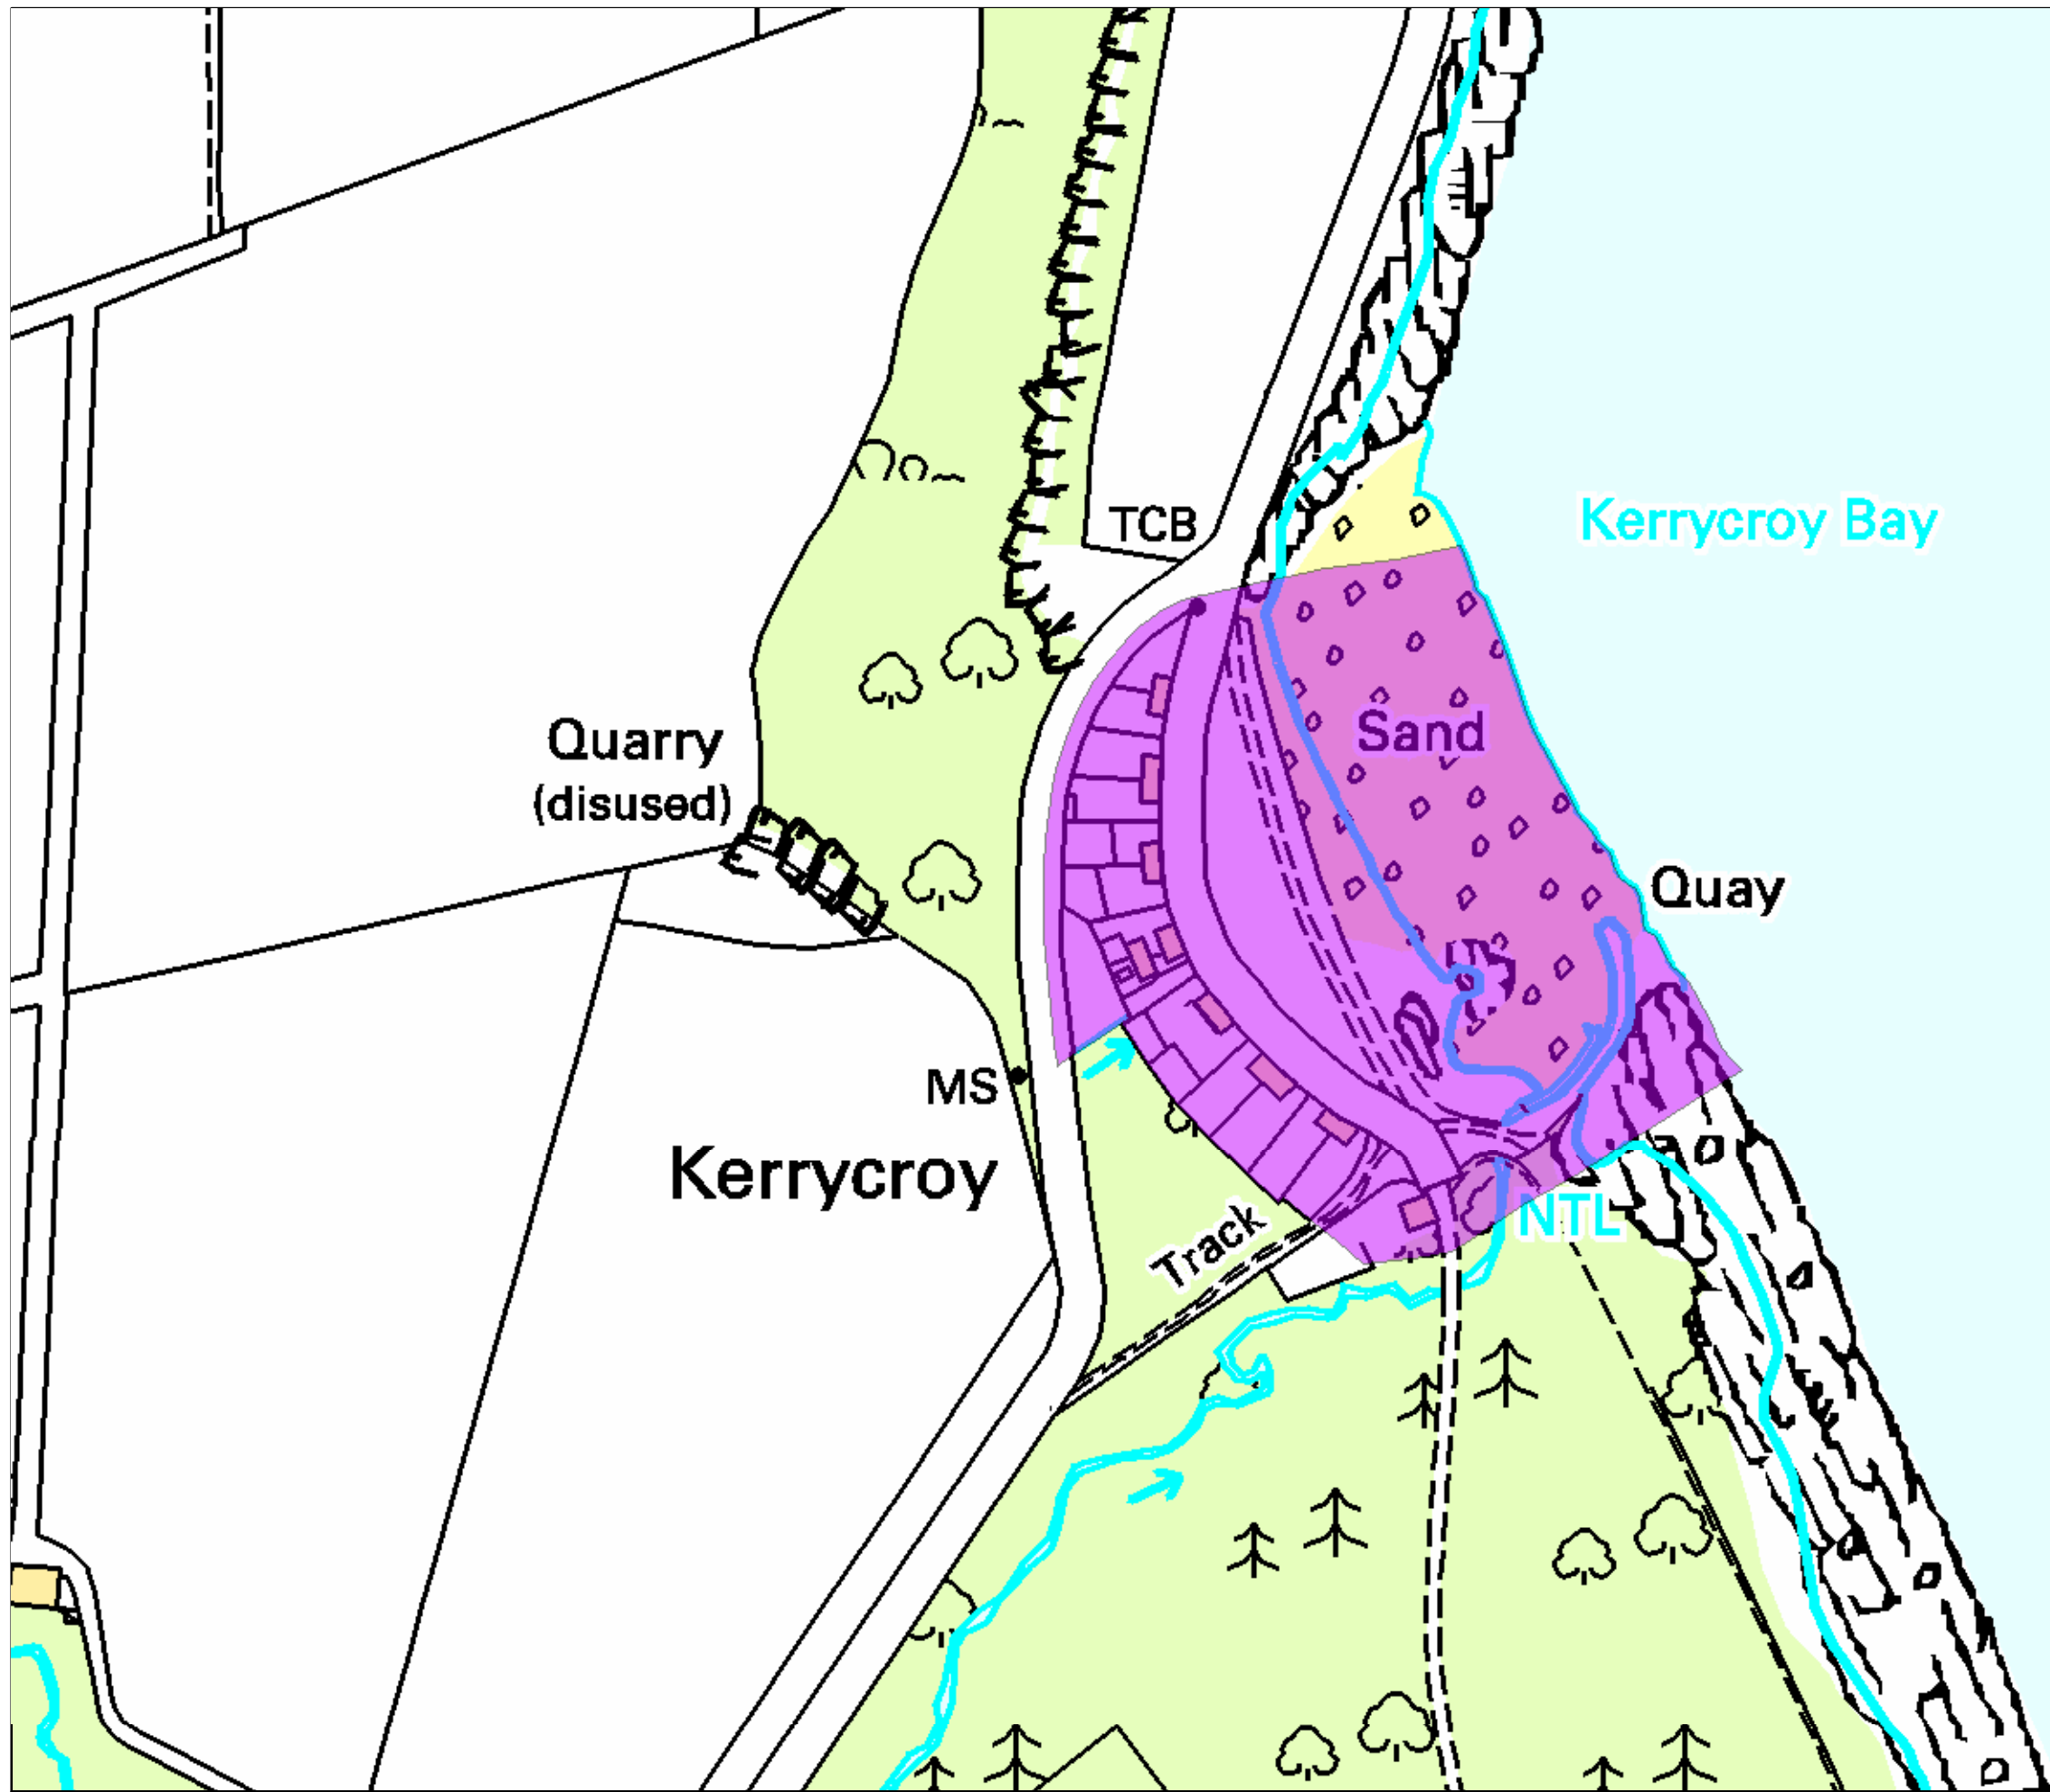 TCB
Kerrycroy Bay
Sand
Quarry
(disused)
Quay
MS
Kerrycroy
NTL
Track